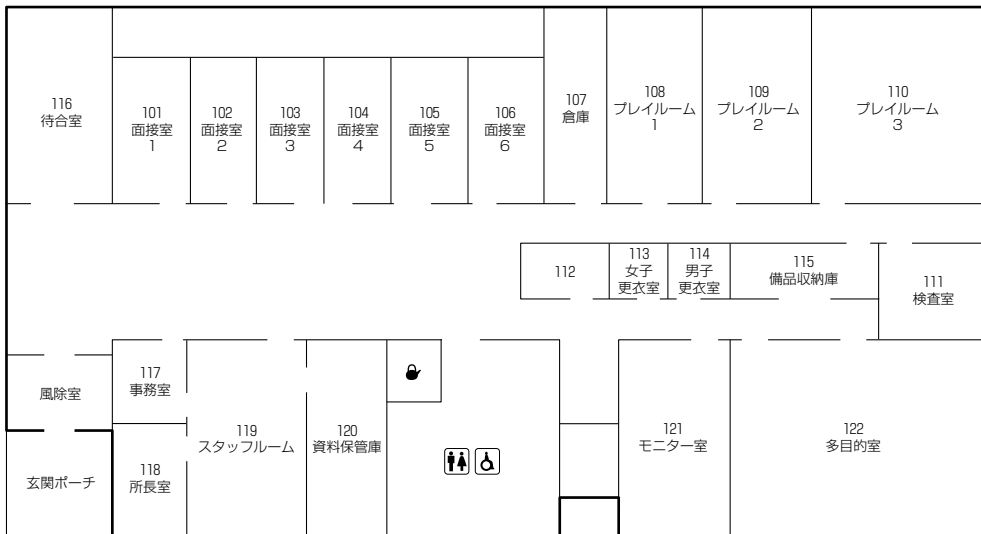 116
待合室
101
面接室
1
102
面接室
2
103
面接室
3
104
面接室
4
105
面接室
5
106
面接室
6
107
倉庫
108
プレイルーム
1
109
プレイルーム
2
110
プレイルーム
3
112
113
女子
更衣室
114
男子
更衣室
115
備品収納庫
111
検査室
風除室
玄関ポーチ
117
事務室
118
所長室
119
スタッフルーム
120
資料保管庫
121
モニター室
122
多目的室